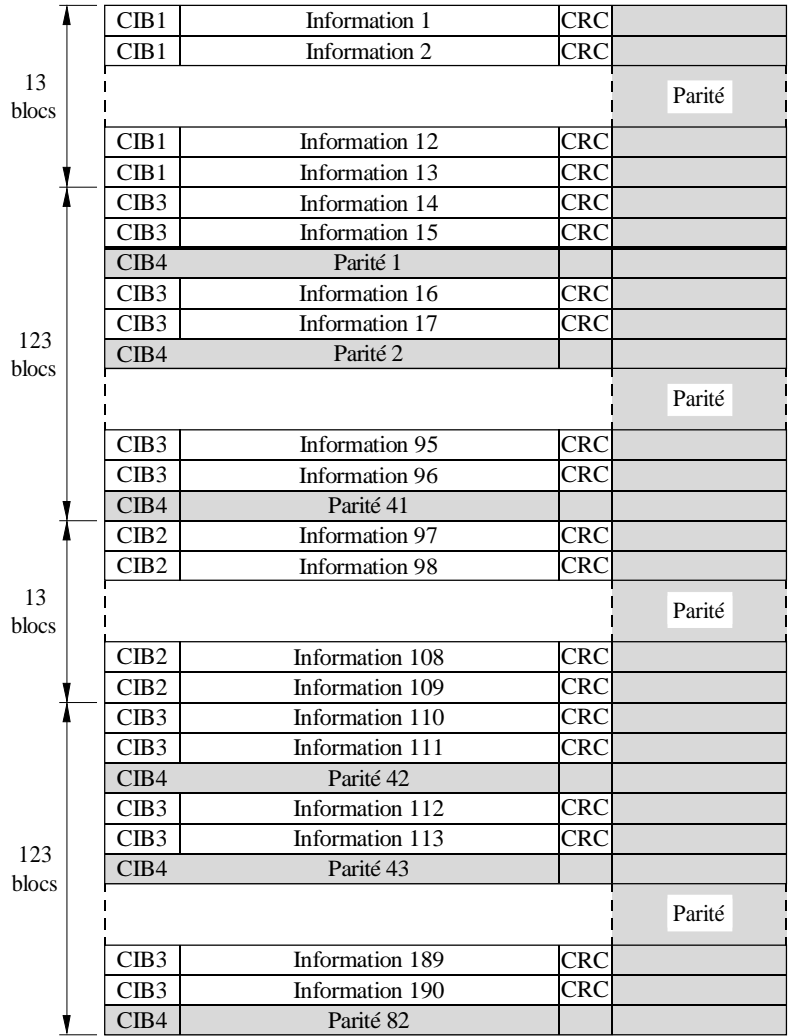 CIB1 Information 1 CRC
CIB1 Information 2 CRC
13 blocs
Parité
CIB1 Information 12 CRC
CIB1 Information 13 CRC
CIB3 Information 14 CRC
CIB3 Information 15 CRC
CIB4 Parité 1
CIB3 Information 16 CRC
CIB3 Information 17 CRC
123 blocs
CIB4 Parité 2
Parité
CIB3 Information 95 CRC
CIB3 Information 96 CRC
CIB4 Parité 41
CIB2 Information 97 CRC
CIB2 Information 98 CRC
13 blocs
Parité
CIB2 Information 108 CRC
CIB2 Information 109 CRC
CIB3 Information 110 CRC
CIB3 Information 111 CRC
CIB4 Parité 42
CIB3 Information 112 CRC
CIB3 Information 113 CRC
123 blocs
CIB4 Parité 43
Parité
CIB3 Information 189 CRC
CIB3 Information 190 CRC
CIB4 Parité 82